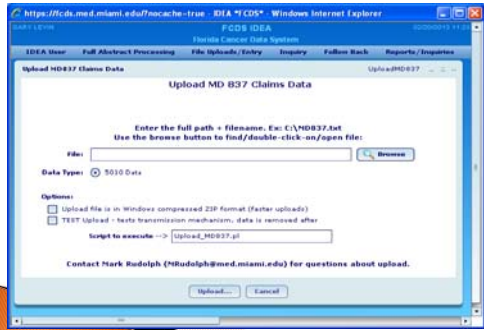 https://fcds.med.miami.edu/?nocache=true - IDEA *FCDS* - Windows Internet Explorer
GARY LEVIN
FCDS IDEA
Florida Cancer Data System
IDEA User Full Abstract Processing File Uploads/Entry Inquiry Follow Back Reports/Inquiries
Upload MD837 Claims Data UploadMD837
Upload MD 837 Claims Data
Enter the full path + filename. Ex: C:\MD837.txt
Use the browse button to find/double-click-on/open file:
File: Browse
Data Type: 5010 Data
Options:
Upload file is in Windows compressed ZIP format (faster uploads)
TEST Upload - tests transmission mechanism, data is removed after
Script to execute --> Upload_MD837.pl
Contact Mark Rudolph (MRudolph@med.miami.edu) for questions about upload.
Upload... Cancel